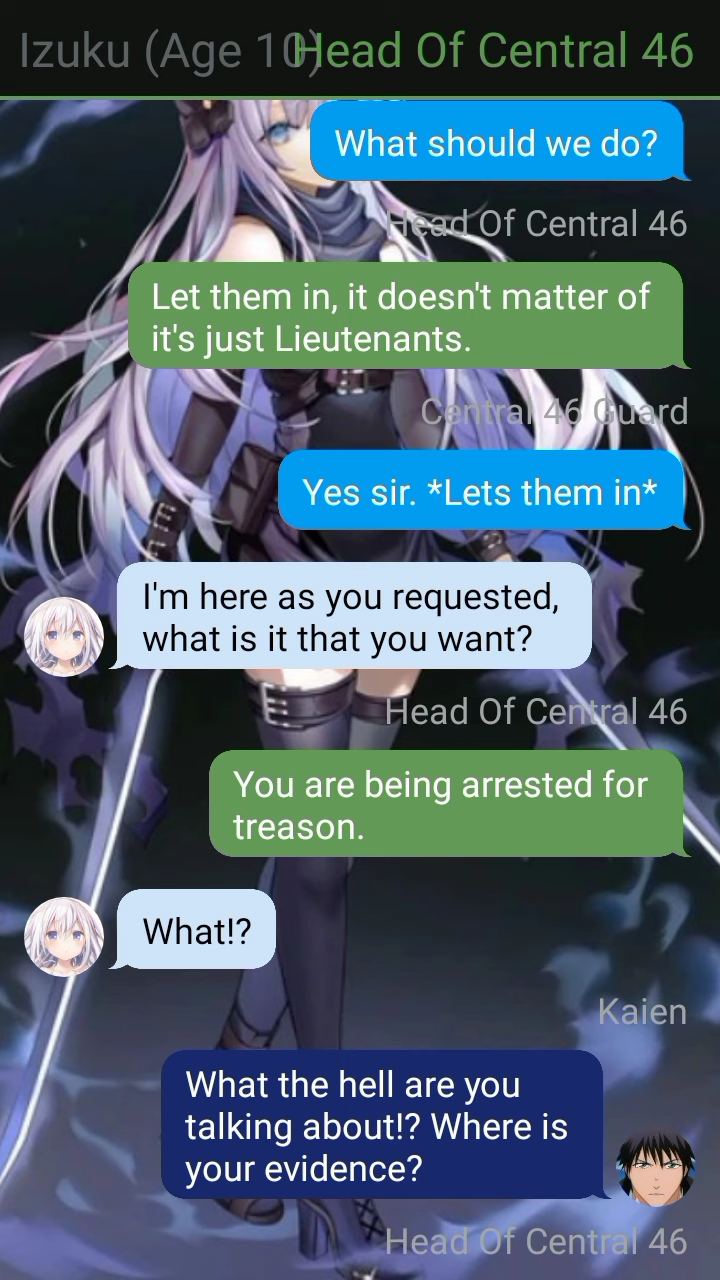 Izuku (Age 10)
Head Of Central 46
What should we do?
Head Of Central 46
Let them in, it doesn't matter of
it's just Lieutenants.
Central 46 Guard
Yes sir. *Lets them in*
I'm here as you requested,
what is it that you want?
Head Of Central 46
You are being arrested for
treason.
What!?
Kaien
What the hell are you
talking about!? Where is
your evidence?
Head Of Central 46